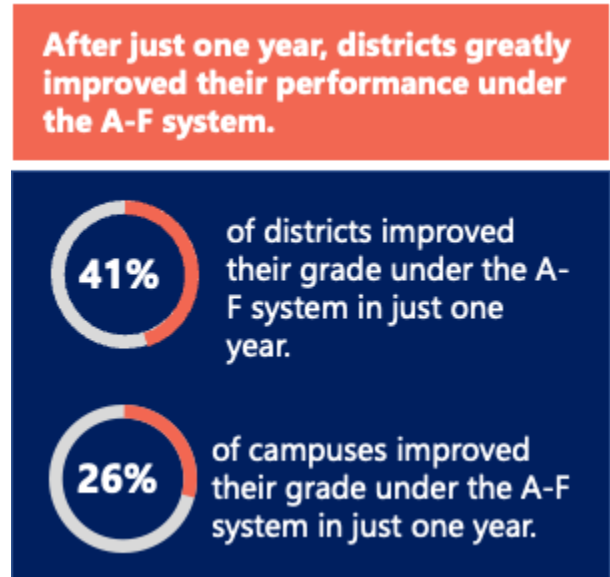 After just one year, districts greatly
improved their performance under
the A-F system.
41%
of districts improved
their grade under the A-
F system in just one
year.
26%
of campuses improved
their grade under the A-F
system in just one year.